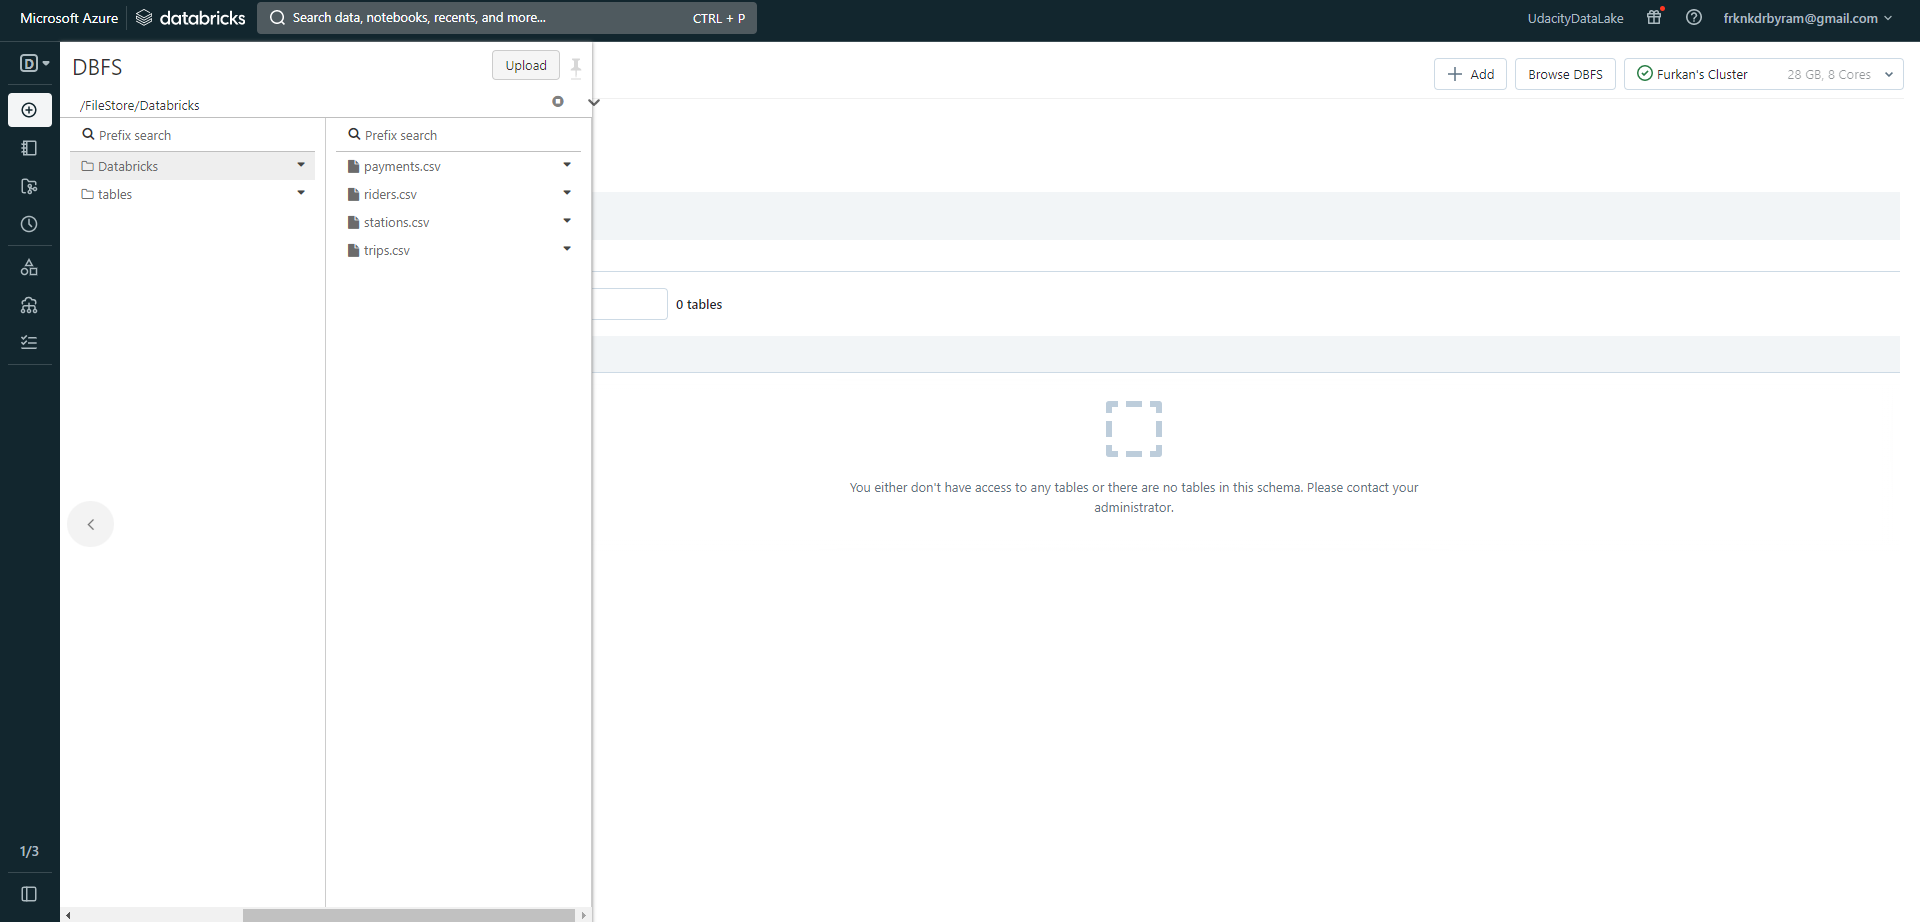 Microsoft Azure
databricks
Search data, notebooks, recents, and more...
CTRL + P
UdacityDataLake
frknkdrbyram@gmail.com
D
DBFS
Upload
Add
Browse DBFS
Furkan's Cluster
28 GB, 8 Cores
/FileStore/Databricks
Prefix search
Prefix search
Databricks
payments.csv
tables
riders.csv
stations.csv
trips.csv
0 tables
You either don't have access to any tables or there are no tables in this schema. Please contact your
administrator.
1/3